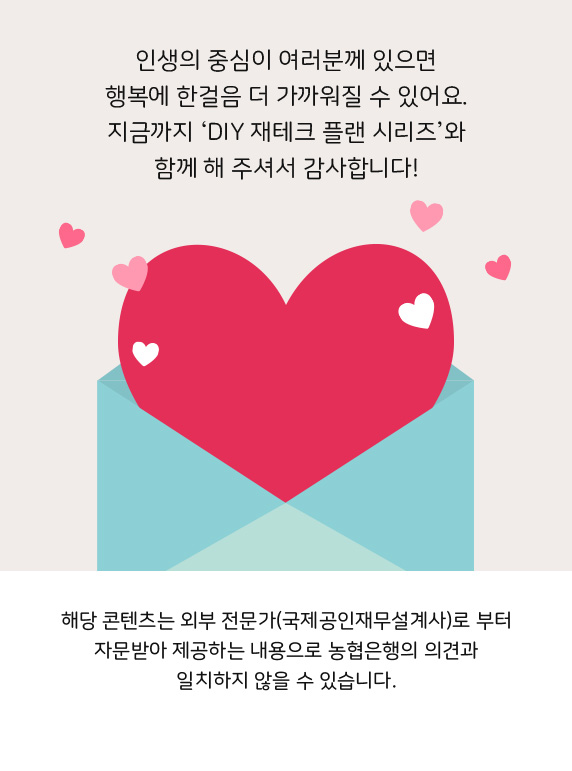 인생의 중심이 여러분께 있으면
행복에 한걸음 더 가까워질 수 있어요.
지금까지 ‘DIY 재테크 플랜 시리즈’와
함께 해 주셔서 감사합니다!
해당 콘텐츠는 외부 전문가(국제공인재무설계사)로 부터
자문받아 제공하는 내용으로 농협은행의 의견과
일치하지 않을 수 있습니다.